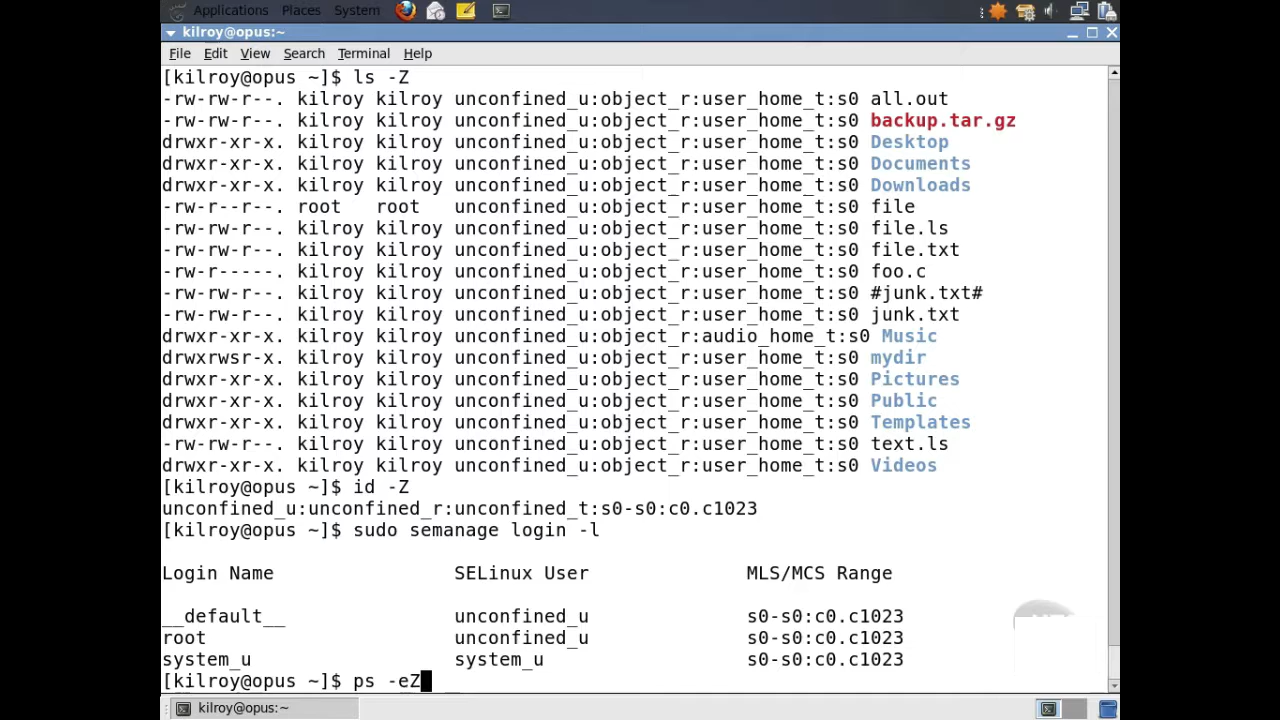 Applications Places System
kilroy@opus:~
File Edit View Search Terminal Help
[kilroy@opus ~]$ ls -Z
-rw-rw-r--. kilroy kilroy unconfined_u:object_r:user_home_t:s0 all.out
-rw-rw-r--. kilroy kilroy unconfined_u:object_r:user_home_t:s0 backup.tar.gz
drwxr-xr-x. kilroy kilroy unconfined_u:object_r:user_home_t:s0 Desktop
drwxr-xr-x. kilroy kilroy unconfined_u:object_r:user_home_t:s0 Documents
drwxr-xr-x. kilroy kilroy unconfined_u:object_r:user_home_t:s0 Downloads
-rw-r--r--. root   root   unconfined_u:object_r:user_home_t:s0 file
-rw-rw-r--. kilroy kilroy unconfined_u:object_r:user_home_t:s0 file.ls
-rw-rw-r--. kilroy kilroy unconfined_u:object_r:user_home_t:s0 file.txt
-rw-r-----. kilroy kilroy unconfined_u:object_r:user_home_t:s0 foo.c
-rw-rw-r--. kilroy kilroy unconfined_u:object_r:user_home_t:s0 #junk.txt#
-rw-rw-r--. kilroy kilroy unconfined_u:object_r:user_home_t:s0 junk.txt
drwxr-xr-x. kilroy kilroy unconfined_u:object_r:audio_home_t:s0 Music
drwxrwsr-x. kilroy kilroy unconfined_u:object_r:user_home_t:s0 mydir
drwxr-xr-x. kilroy kilroy unconfined_u:object_r:user_home_t:s0 Pictures
drwxr-xr-x. kilroy kilroy unconfined_u:object_r:user_home_t:s0 Public
drwxr-xr-x. kilroy kilroy unconfined_u:object_r:user_home_t:s0 Templates
-rw-rw-r--. kilroy kilroy unconfined_u:object_r:user_home_t:s0 text.ls
drwxr-xr-x. kilroy kilroy unconfined_u:object_r:user_home_t:s0 Videos
[kilroy@opus ~]$ id -Z
unconfined_u:unconfined_r:unconfined_t:s0-s0:c0.c1023
[kilroy@opus ~]$ sudo semanage login -l
Login Name                SELinux User              MLS/MCS Range
__default__               unconfined_u              s0-s0:c0.c1023
root                      unconfined_u              s0-s0:c0.c1023
system_u                  system_u                  s0-s0:c0.c1023
[kilroy@opus ~]$ ps -eZ
kilroy@opus:~